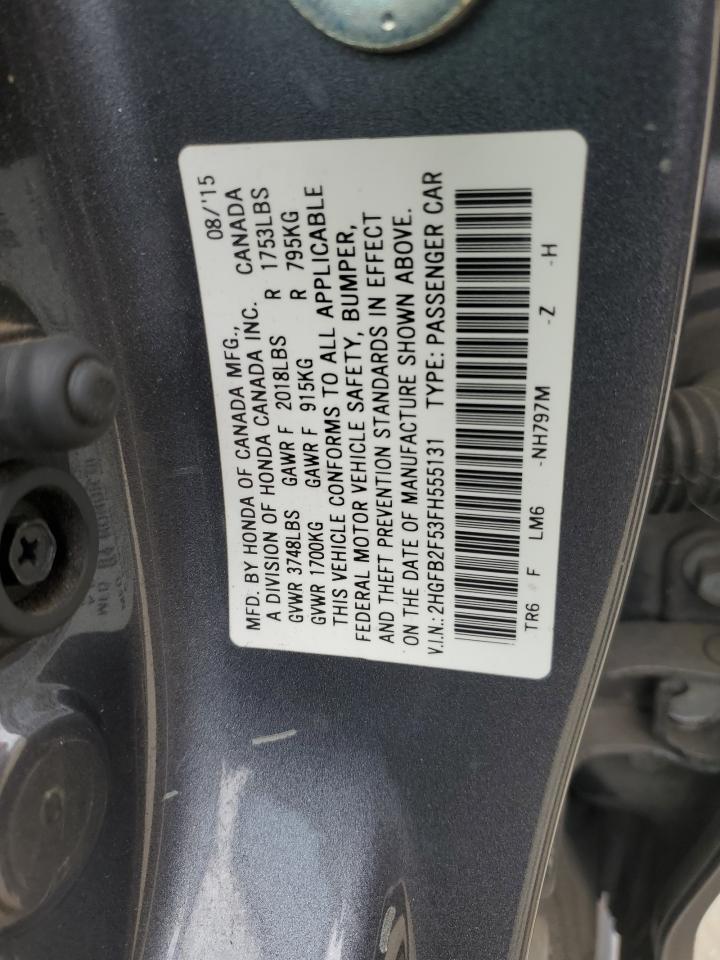 MFD. BY HONDA OF CANADA MFG., 08/'15
A DIVISION OF HONDA CANADA INC. CANADA
GVWR 3748LBS GAWR F 2018LBS R 1753LBS
GVWR 1700KG GAWR F 915KG R 795KG
THIS VEHICLE CONFORMS TO ALL APPLICABLE
FEDERAL MOTOR VEHICLE SAFETY, BUMPER,
AND THEFT PREVENTION STANDARDS IN EFFECT
ON THE DATE OF MANUFACTURE SHOWN ABOVE.
V.I.N.: 2HGFB2F53FH555131 TYPE: PASSENGER CAR
TR6 F LM6 -NH797M -Z -H